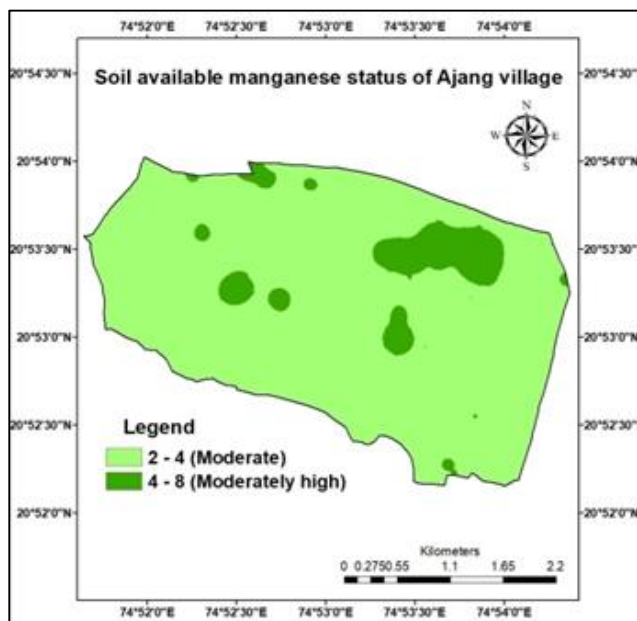 74°52'0"E 74°52'30"E 74°53'0"E 74°53'30"E 74°54'0"E
20°54'30"N 20°54'30"N
Soil available manganese status of Ajang village
N
W E
S
20°54'0"N 20°54'0"N
20°53'30"N 20°53'30"N
20°53'0"N 20°53'0"N
20°52'30"N 20°52'30"N
Legend
2 - 4 (Moderate)
4 - 8 (Moderately high)
20°52'0"N 20°52'0"N
Kilometers
0 0.2750.55 1.1 1.65 2.2
74°52'0"E 74°52'30"E 74°53'0"E 74°53'30"E 74°54'0"E